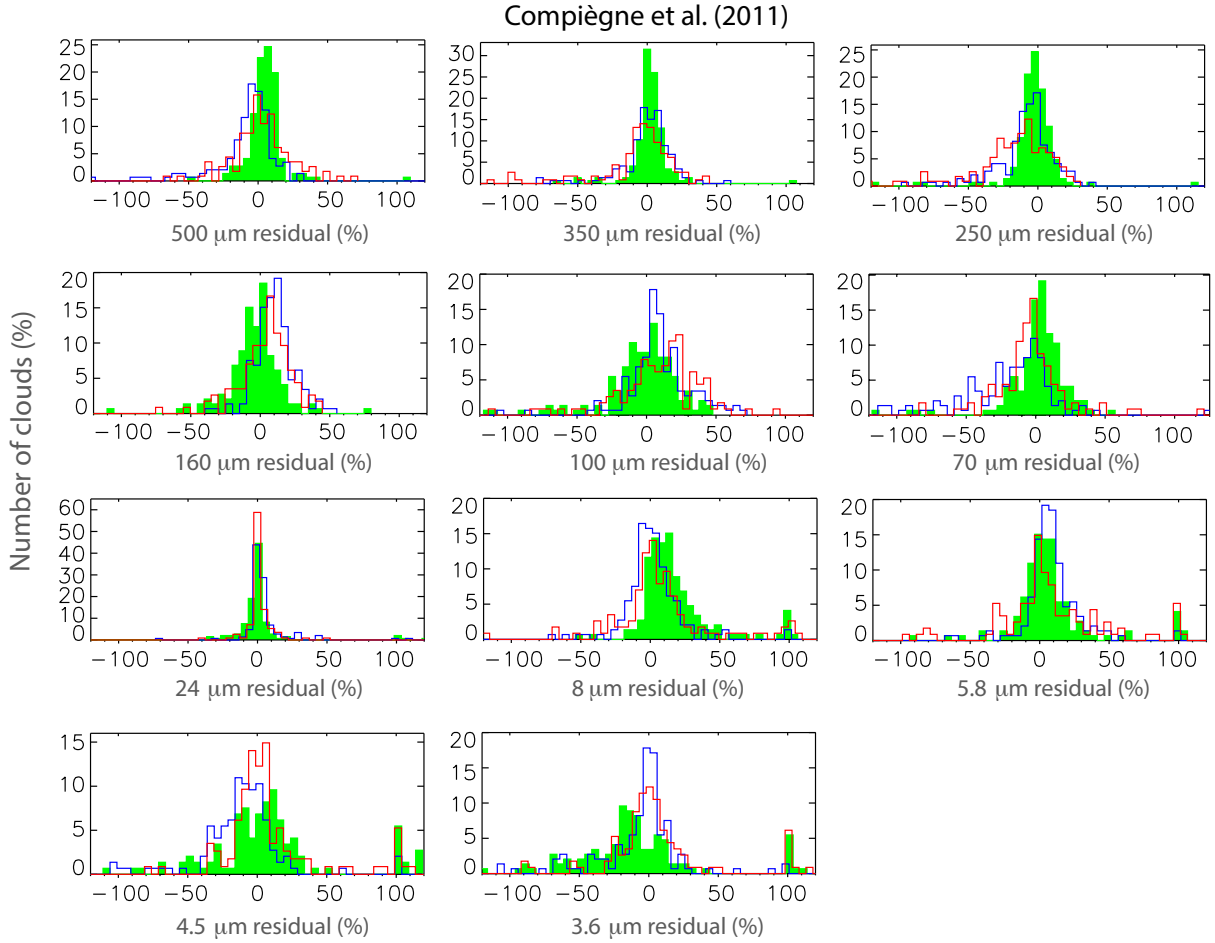 Compiègne et al. (2011)
Number of clouds (%)
25
20
15
10
5
0
−100 −50 0 50 100
500 µm residual (%)
30
25
20
15
10
5
0
−100 −50 0 50 100
350 µm residual (%)
25
20
15
10
5
0
−100 −50 0 50 100
250 µm residual (%)
20
15
10
5
0
−100 −50 0 50 100
160 µm residual (%)
20
15
10
5
0
−100 −50 0 50 100
100 µm residual (%)
20
15
10
5
0
−100 −50 0 50 100
70 µm residual (%)
60
50
40
30
20
10
0
−100 −50 0 50 100
24 µm residual (%)
20
15
10
5
0
−100 −50 0 50 100
8 µm residual (%)
20
15
10
5
0
−100 −50 0 50 100
5.8 µm residual (%)
15
10
5
0
−100 −50 0 50 100
4.5 µm residual (%)
20
15
10
5
0
−100 −50 0 50 100
3.6 µm residual (%)